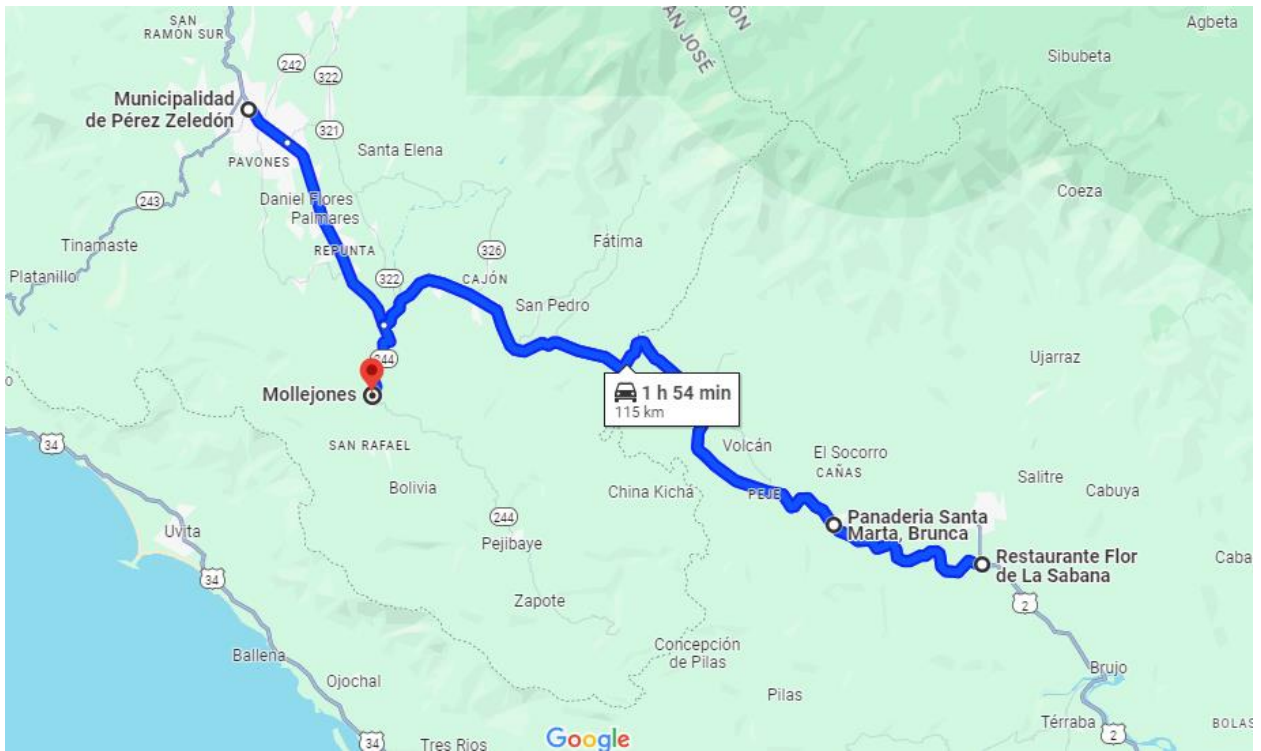 SAN
RAMÓN SUR
Agbeta
242
322
SAN JOSÉ
Sibubeta
Municipalidad
de Pérez Zeledón
321
Santa Elena
PAVONES
Coeza
243
Daniel Flores
Palmares
Tinamaste
REPUNTA
326
Fátima
Platanillo
322
CAJÓN
San Pedro
244
Ujarraz
Mollejones
1 h 54 min
115 km
34
SAN RAFAEL
Volcán
El Socorro
CAÑAS
Salitre
Bolivia
China Kichá
PEJE
Cabuya
244
Panaderia Santa
Marta, Brunca
Uvita
Pejibaye
Restaurante Flor
de La Sabana
Caba
34
Zapote
2
Ballena
Concepción
de Pilas
Brujo
Ojochal
Pilas
Térraba
BOLAS
Google
34
Tres Rios
2